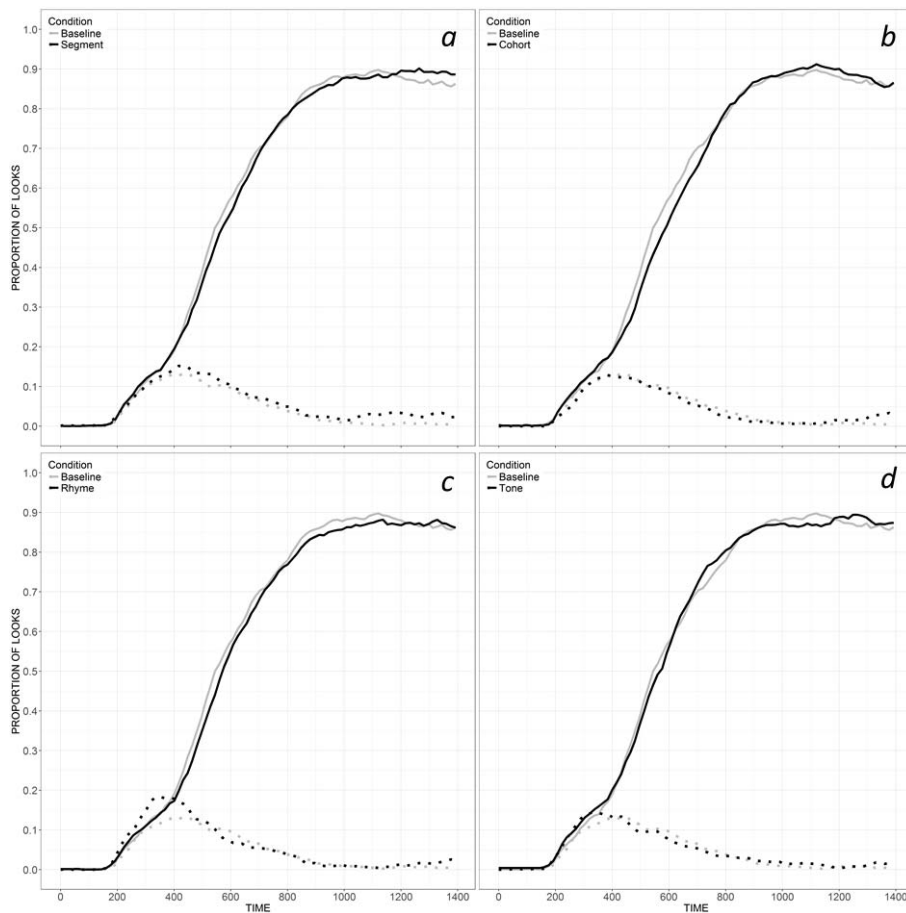 Condition
Baseline
Segment
a
1.0
0.9
0.8
0.7
0.6
0.5
0.4
0.3
0.2
0.1
0.0
PROPORTION OF LOOKS
Condition
Baseline
Cohort
b
Condition
Baseline
Rhyme
c
1.0
0.9
0.8
0.7
0.6
0.5
0.4
0.3
0.2
0.1
0.0
PROPORTION OF LOOKS
0 200 400 600 800 1000 1200 1400
TIME
Condition
Baseline
Tone
d
0 200 400 600 800 1000 1200 1400
TIME